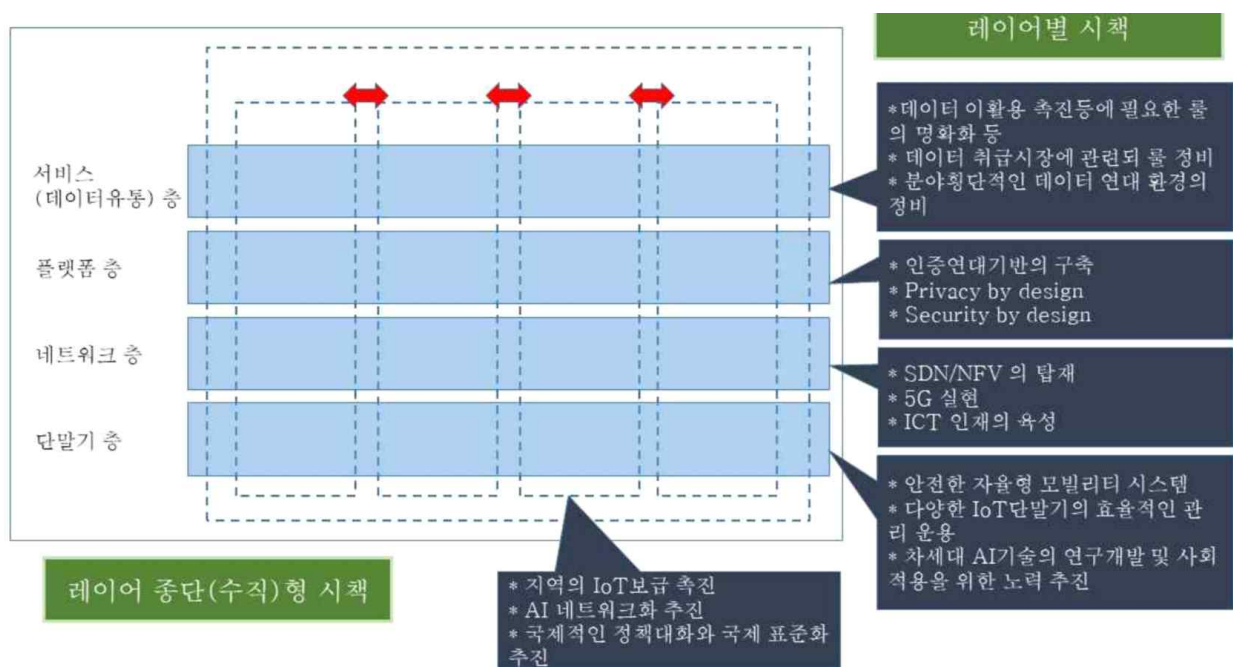 레이어별 시책
*데이터 이활용 촉진등에 필요한 룰
의 명확화 등
* 데이터 취급시장에 관련되 룰 정비
* 분야횡단적인 데이터 연대 환경의
정비
서비스
(데이터유통) 층
플랫폼 층
* 인증연대기반의 구축
* Privacy by design
* Security by design
네트워크 층
* SDN/NFV 의 탑재
* 5G 실현
* ICT 인재의 육성
단말기 층
* 안전한 자율형 모빌리티 시스템
* 다양한 IoT단말기의 효율적인 관
리 운용
* 차세대 AI기술의 연구개발 및 사회
적용을 위한 노력 추진
레이어 종단(수직)형 시책
* 지역의 IoT보급 촉진
* AI 네트워크화 추진
* 국제적인 정책대화와 국제 표준화
추진